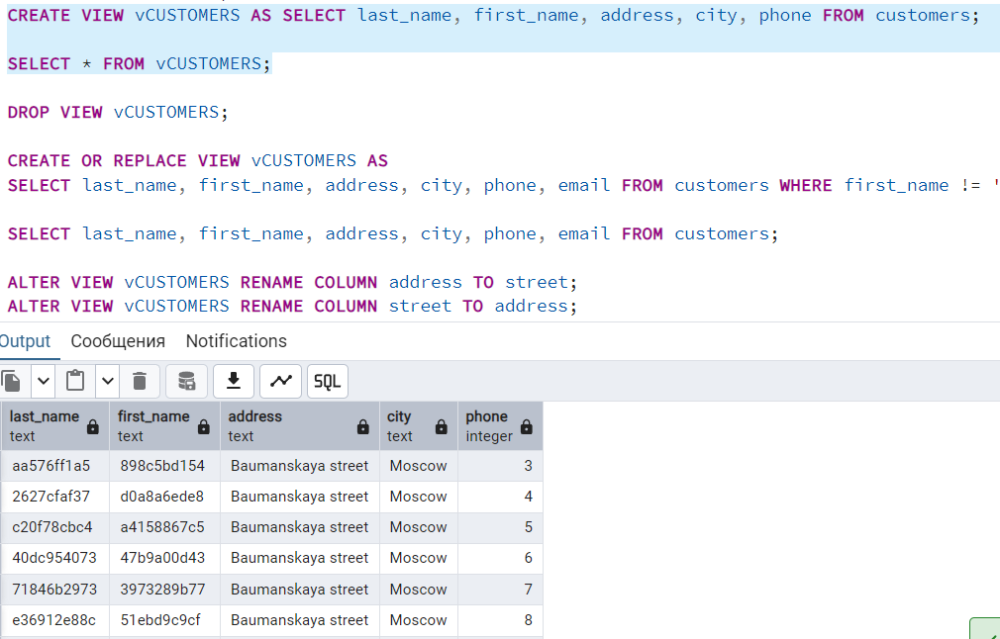 CREATE VIEW vCUSTOMERS AS SELECT last_name, first_name, address, city, phone FROM customers;
SELECT * FROM vCUSTOMERS;
DROP VIEW vCUSTOMERS;
CREATE OR REPLACE VIEW vCUSTOMERS AS
SELECT last_name, first_name, address, city, phone, email FROM customers WHERE first_name != '
SELECT last_name, first_name, address, city, phone, email FROM customers;
ALTER VIEW vCUSTOMERS RENAME COLUMN address TO street;
ALTER VIEW vCUSTOMERS RENAME COLUMN street TO address;
Output Сообщения Notifications
SQL
last_name first_name address city phone
text text text text integer
aa576ff1a5 898c5bd154 Baumanskaya street Moscow 3
2627cfaf37 d0a8a6ede8 Baumanskaya street Moscow 4
c20f78cbc4 a4158867c5 Baumanskaya street Moscow 5
40dc954073 47b9a00d43 Baumanskaya street Moscow 6
71846b2973 3973289b77 Baumanskaya street Moscow 7
e36912e88c 51ebd9c9cf Baumanskaya street Moscow 8